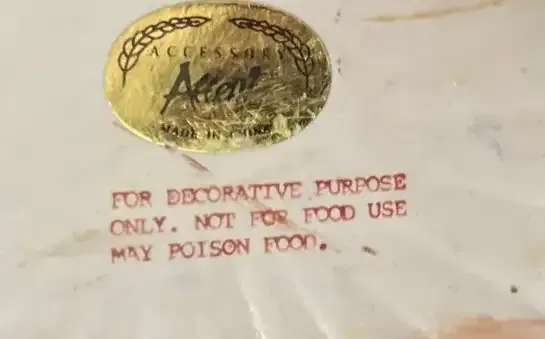 ACCESSORY
MADE IN CHINA
FOR DECORATIVE PURPOSE
ONLY. NOT FOR FOOD USE
MAY POISON FOOD.